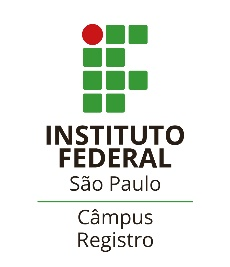 INSTITUTO
FEDERAL
São Paulo
Câmpus
Registro